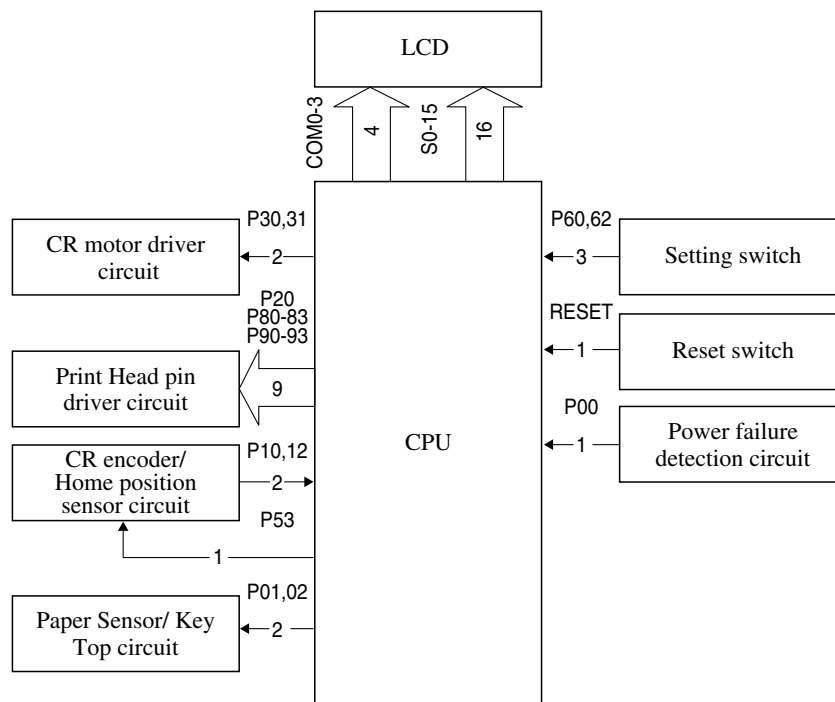 LCD
COM0-3
4
S0-15
16
P30,31
CR motor driver
circuit
2
P20
P80-83
P90-93
Print Head pin
driver circuit
9
CR encoder/
Home position
sensor circuit
P10,12
2
P53
1
P01,02
Paper Sensor/ Key
Top circuit
2
CPU
P60,62
3
Setting switch
RESET
1
Reset switch
P00
1
Power failure
detection circuit